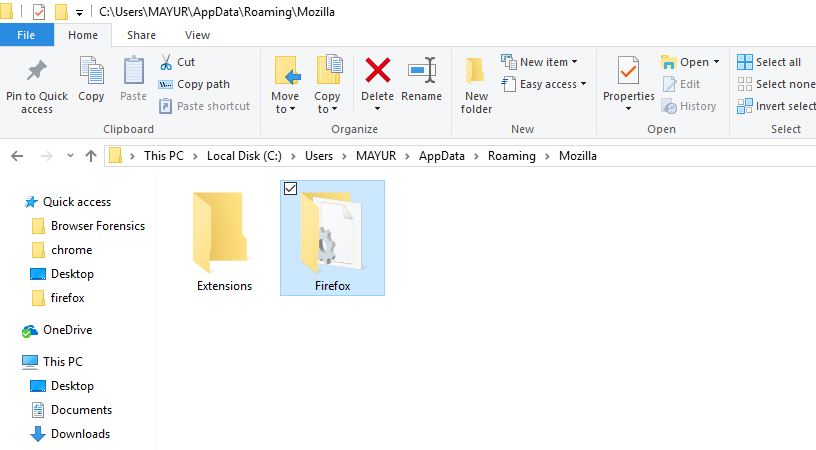 C:\Users\MAYUR\AppData\Roaming\Mozilla
File Home Share View
Pin to Quick access
Copy
Paste
Cut
Copy path
Paste shortcut
Clipboard
Move to
Copy to
Delete
Rename
Organize
New folder
New item
Easy access
New
Properties
Open
Edit
History
Open
Select all
Select none
Invert select
Select
This PC > Local Disk (C:) > Users > MAYUR > AppData > Roaming > Mozilla
Quick access
Browser Forensics
chrome
Desktop
firefox
OneDrive
This PC
Desktop
Documents
Downloads
Extensions
Firefox